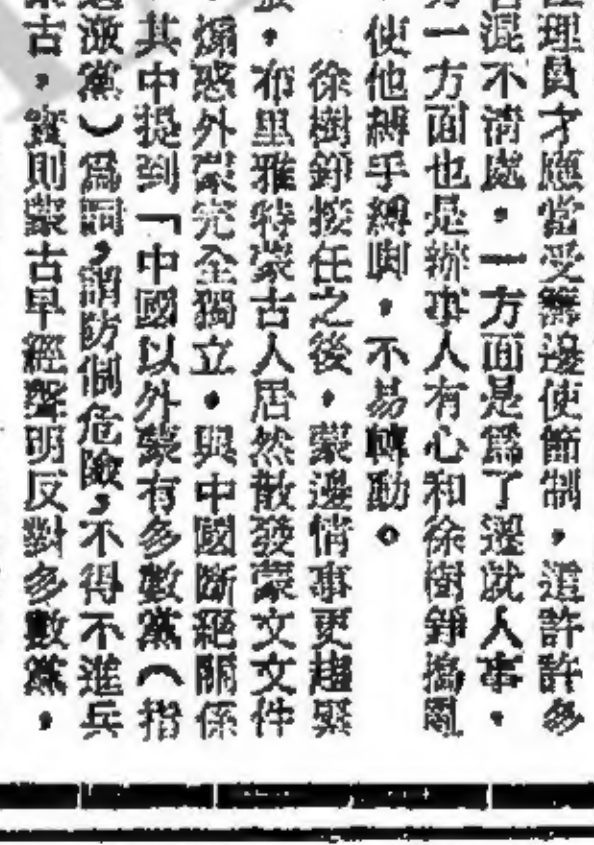 理員才應當受籌邊使節制，這許許多
混不清處，一方面是爲了遷就人事，
一方面也是辦事人有心和徐樹錚搗亂
使他縛手縛脚，不易轉動。
徐樹錚接任之後，蒙邊情事更趨緊
張，布里雅特蒙古人居然散發蒙文文件
煽惑外蒙完全獨立，與中國斷絕關係
其中提到「中國以外蒙有多數黨（指
過激黨）爲詞，謂防個危險，不得不進兵
蒙古，實則蒙古早經聲明反對多數黨，